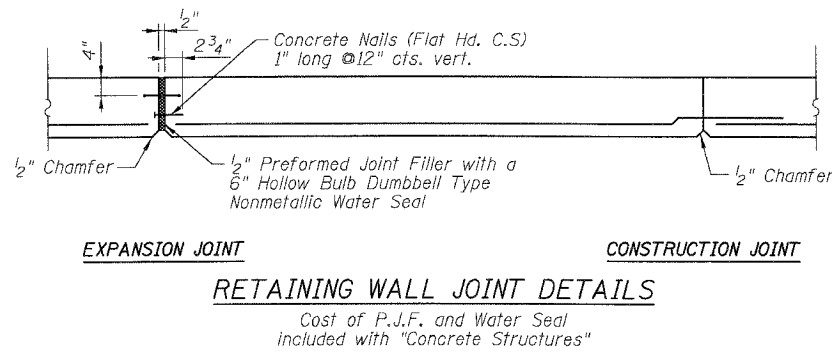 1/2"
4"
2 3/4"
Concrete Nails (Flat Hd. C.S)
1" long @12" cts. vert.
1/2" Chamfer
1/2" Preformed Joint Filler with a
6" Hollow Bulb Dumbbell Type
Nonmetallic Water Seal
1/2" Chamfer
EXPANSION JOINT
CONSTRUCTION JOINT
RETAINING WALL JOINT DETAILS
Cost of P.J.F. and Water Seal
included with "Concrete Structures"